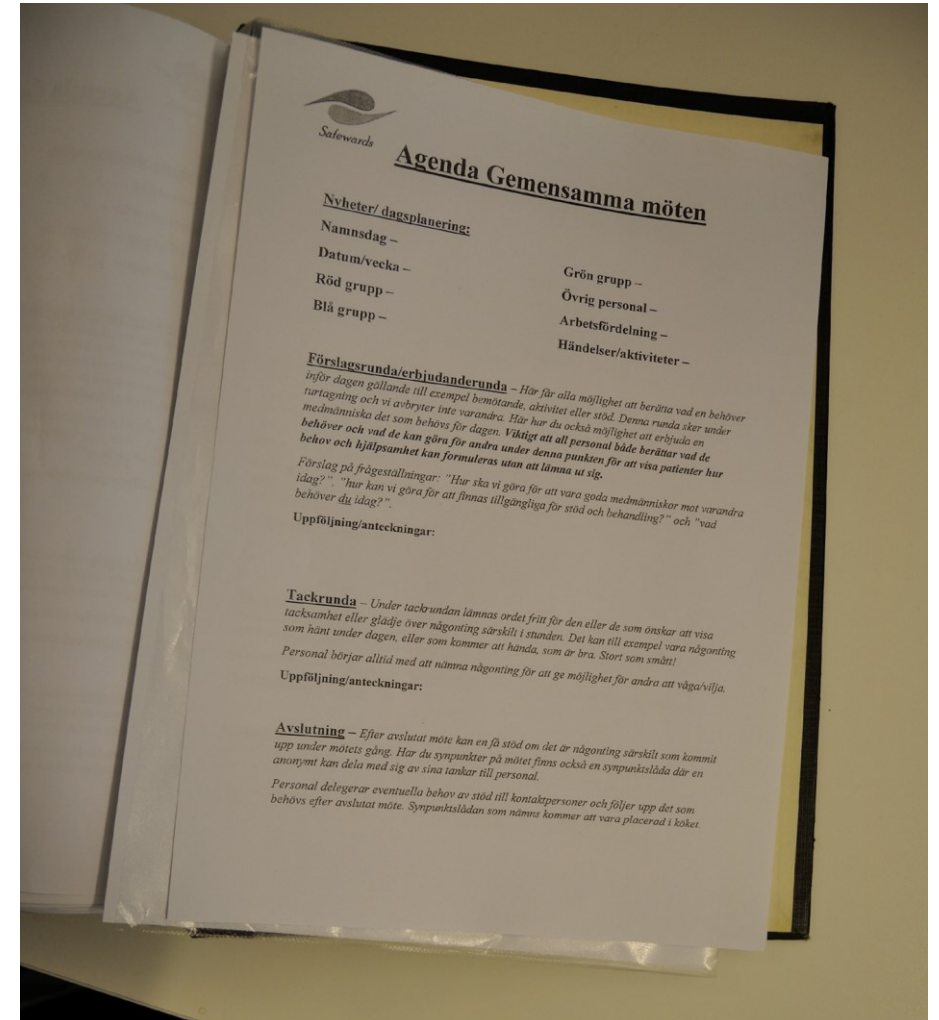 Safewards
Agenda Gemensamma möten
Nyheter/ dagsplanering:
Namnsdag –
Datum/vecka –
Röd grupp –
Blå grupp –
Grön grupp –
Övrig personal –
Arbetsfördelning –
Händelser/aktiviteter –
Förslagsrunda/erbjudanderunda – Här får alla möjlighet att berätta vad en behöver
inför dagen gällande till exempel bemötande, aktivitet eller stöd. Denna runda sker under
turtagning och vi avbryter inte varandra. Här har du också möjlighet att erbjuda en
medmänniska det som behövs för dagen. Viktigt att all personal både berättar vad de
behöver och vad de kan göra för andra under denna punkten för att visa patienter hur
behov och hjälpsamhet kan formuleras utan att lämna ut sig.
Förslag på frågeställningar: "Hur ska vi göra för att vara goda medmänniskor mot varandra
idag?". "hur kan vi göra för att finnas tillgängliga för stöd och behandling?" och "vad
behöver du idag?".
Uppföljning/anteckningar:
Tackrunda – Under tackrundan lämnas ordet fritt för den eller de som önskar att visa
tacksamhet eller glädje över någonting särskilt i stunden. Det kan till exempel vara någonting
som hänt under dagen, eller som kommer att hända, som är bra. Stort som smått!
Personal börjar alltid med att nämna någonting för att ge möjlighet för andra att våga/vilja.
Uppföljning/anteckningar:
Avslutning – Efter avslutat möte kan en få stöd om det är någonting särskilt som kommit
upp under mötets gång. Har du synpunkter på mötet finns också en synpunktslåda där en
anonymt kan dela med sig av sina tankar till personal.
Personal delegerar eventuella behov av stöd till kontaktpersoner och följer upp det som
behövs efter avslutat möte. Synpunktslådan som nämns kommer att vara placerad i köket.